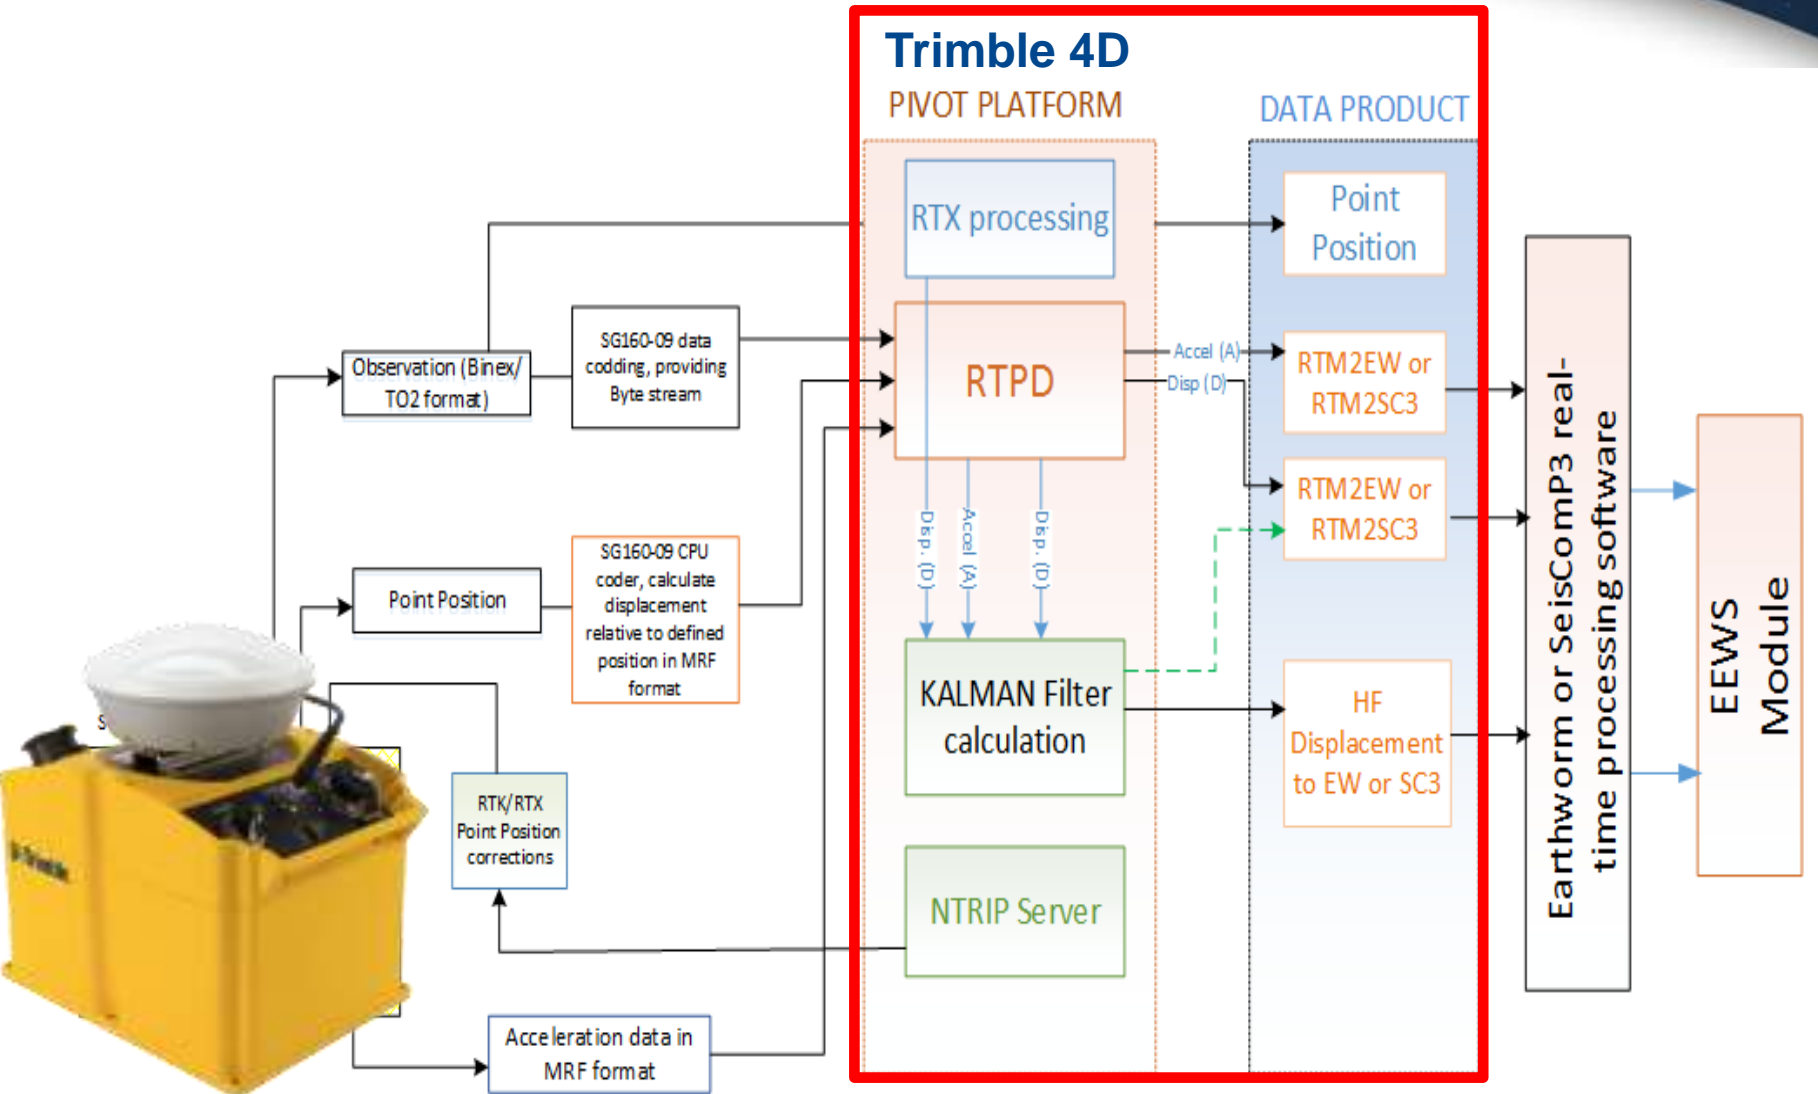 Trimble 4D
PIVOT PLATFORM
DATA PRODUCT
RTX processing
Point
Position
Observation (Binex/
TO2 format)
SG160-09 data
codding, providing
Byte stream
RTPD
Accel (A)
Disp (D)
RTM2EW or
RTM2SC3
RTM2EW or
RTM2SC3
Disp. (D)
Accel (A)
Disp. (D)
Point Position
SG160-09 CPU
coder, calculate
displacement
relative to defined
position in MRF
format
KALMAN Filter
calculation
HF
Displacement
to EW or SC3
RTK/RTX
Point Position
corrections
NTRIP Server
Acceleration data in
MRF format
Earthworm or SeisComP3 real-
time processing software
EEWS
Module
Trimble